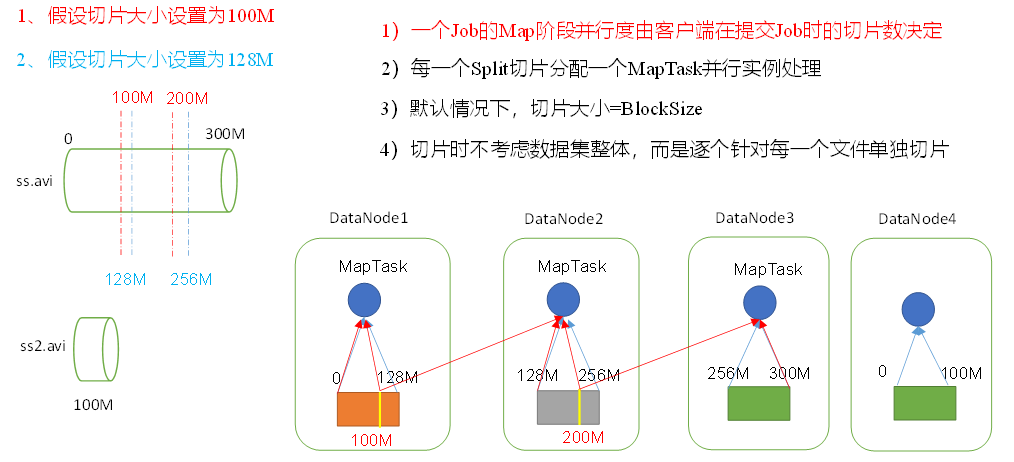 1、假设切片大小设置为100M
2、假设切片大小设置为128M
100M 200M
0 300M
ss.avi
128M 256M
ss2.avi
100M
1）一个Job的Map阶段并行度由客户端在提交Job时的切片数决定
2）每一个Split切片分配一个MapTask并行实例处理
3）默认情况下，切片大小=BlockSize
4）切片时不考虑数据集整体，而是逐个针对每一个文件单独切片
DataNode1 DataNode2 DataNode3 DataNode4
MapTask MapTask MapTask
0 128M 128M 256M 256M 300M 0 100M
100M 200M